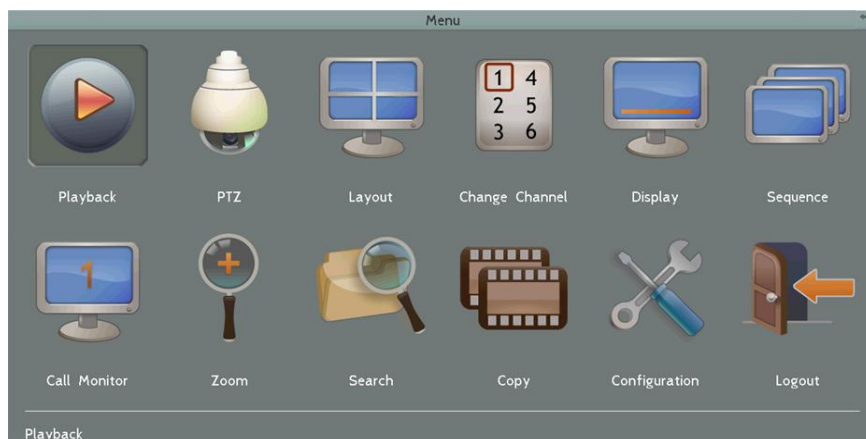 Menu
1 4
2 5
3 6
Playback PTZ Layout Change Channel Display Sequence
1
Call Monitor Zoom Search Copy Configuration Logout
Playback